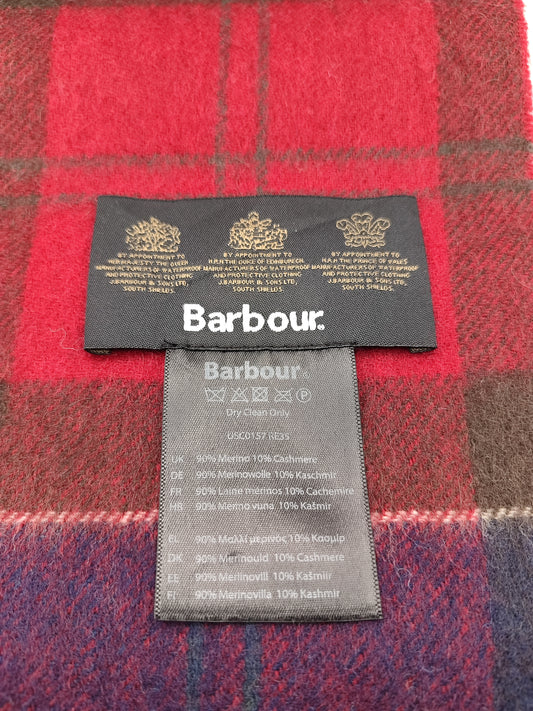 BY APPOINTMENT TO
HER MAJESTY THE QUEEN
MANUFACTURERS OF WATERPROOF
AND PROTECTIVE CLOTHING
J.BARBOUR & SONS LTD,
SOUTH SHIELDS.
BY APPOINTMENT TO
H.R.H THE DUKE OF EDINBURGH
MANUFACTURERS OF WATERPROOF
AND PROTECTIVE CLOTHING
J.BARBOUR & SONS LTD,
SOUTH SHIELDS.
BY APPOINTMENT TO
H.R.H THE PRINCE OF WALES
MANUFACTURERS OF WATERPROOF
AND PROTECTIVE CLOTHING
J.BARBOUR & SONS LTD,
SOUTH SHIELDS.
Barbour.
Barbour.
Dry Clean Only
USC0137 RE35
UK 90% Merino 10% Cashmere
DE 90% Merinowolle 10% Kaschmir
FR 90% Laine mérinos 10% Cachemire
HR 90% Merino vuna 10% Kašmir
EL 90% Μαλλί μερινός 10% Κασμίρ
DK 90% Merinould 10% Cashmere
EE 90% Merinovill 10% Kašmiir
FI 90% Merinovilla 10% Kashmir